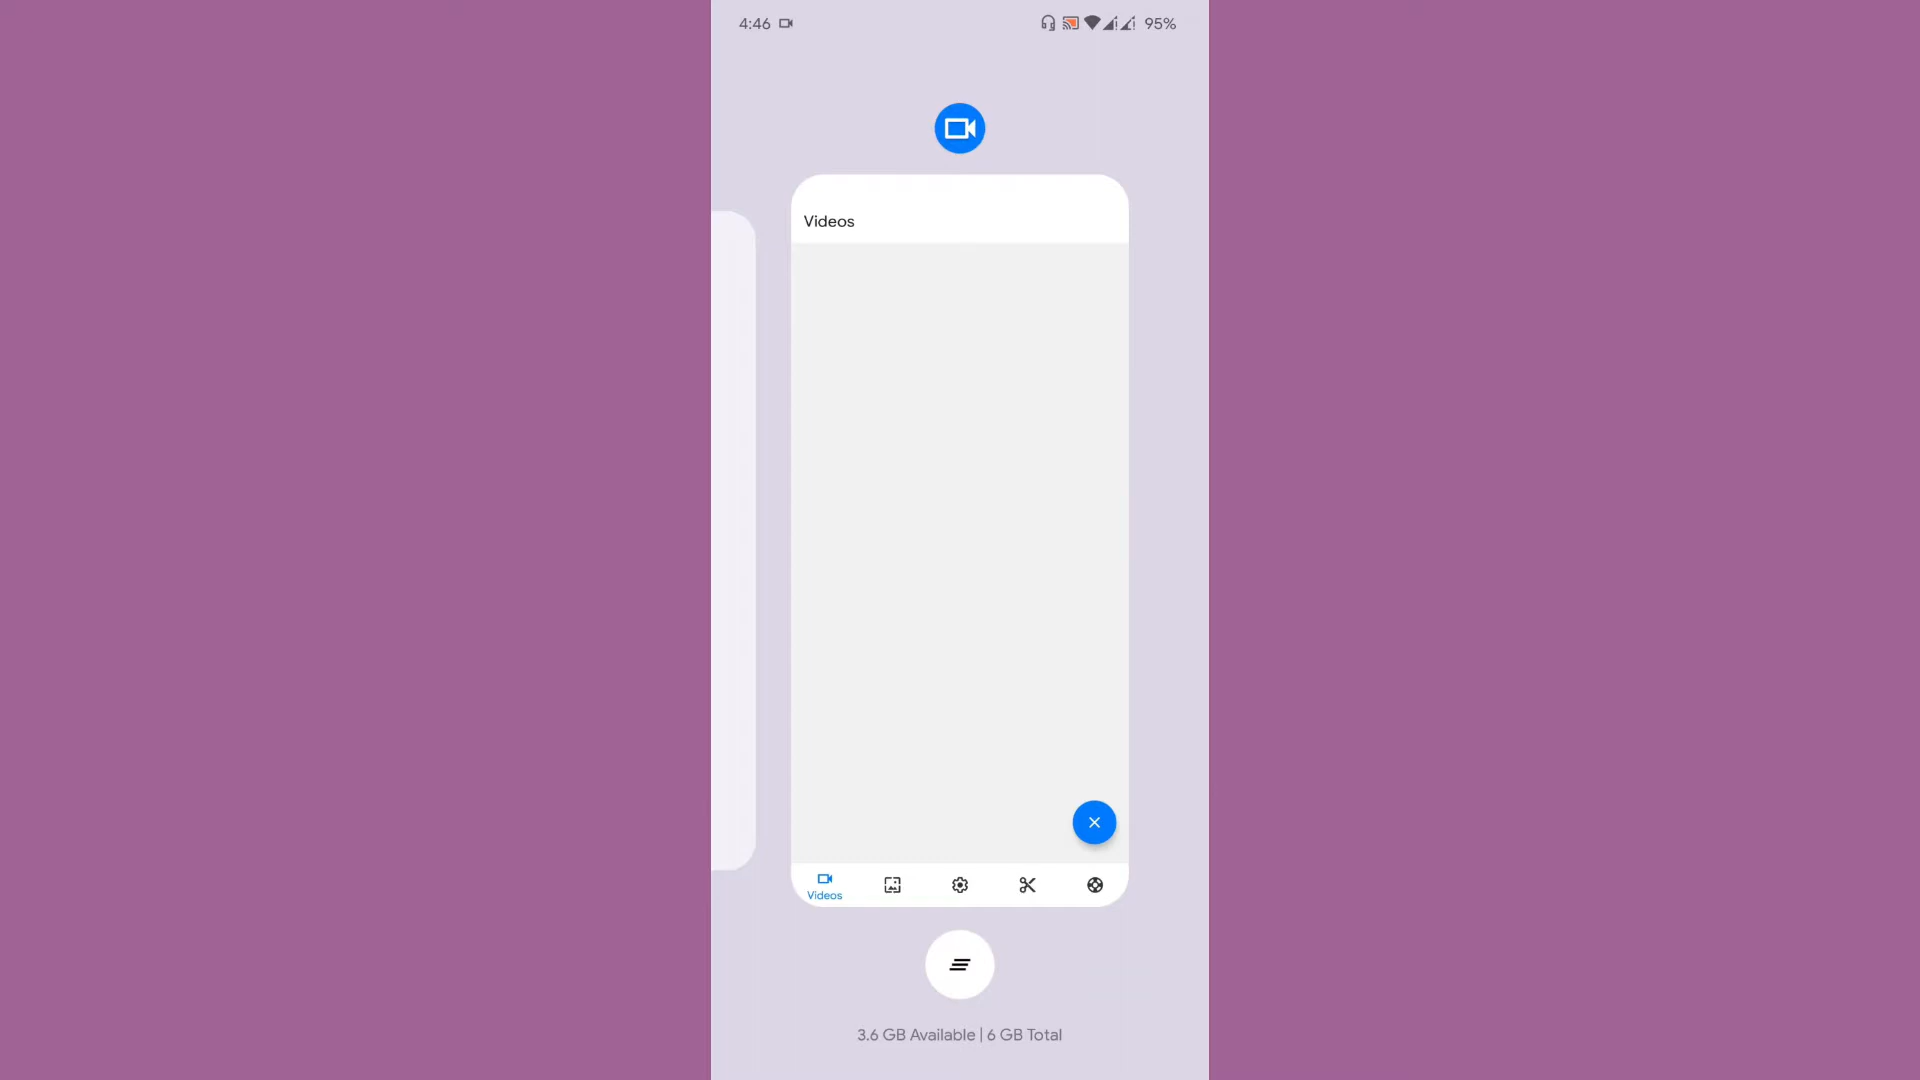 4:46
95%
Videos
Videos
3.6 GB Available | 6 GB Total